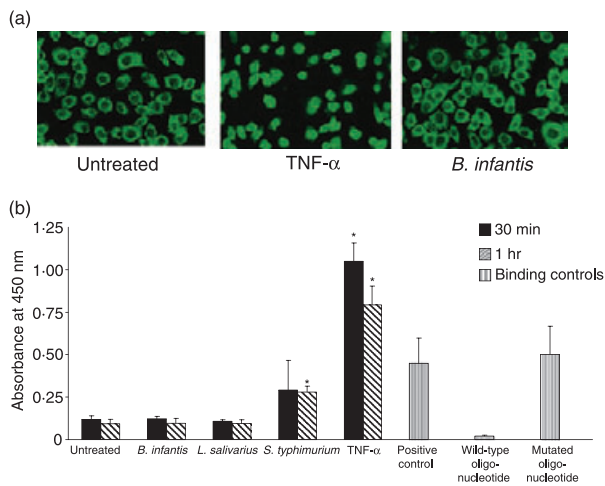 (a)
Untreated
TNF-α
B. infantis
(b)
Absorbance at 450 nm
1·25
1·00
0·75
0·50
0·25
0
* * *
30 min
1 hr
Binding controls
Untreated
B. infantis
L. salivarius
S. typhimurium
TNF-α
Positive
control
Wild-type
oligo-
nucleotide
Mutated
oligo-
nucleotide